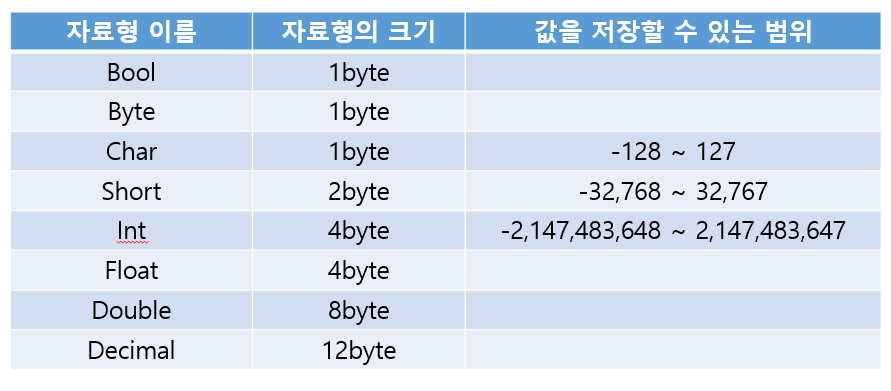 자료형 이름 자료형의 크기 값을 저장할 수 있는 범위
Bool 1byte
Byte 1byte
Char 1byte -128 ~ 127
Short 2byte -32,768 ~ 32,767
Int 4byte -2,147,483,648 ~ 2,147,483,647
Float 4byte
Double 8byte
Decimal 12byte